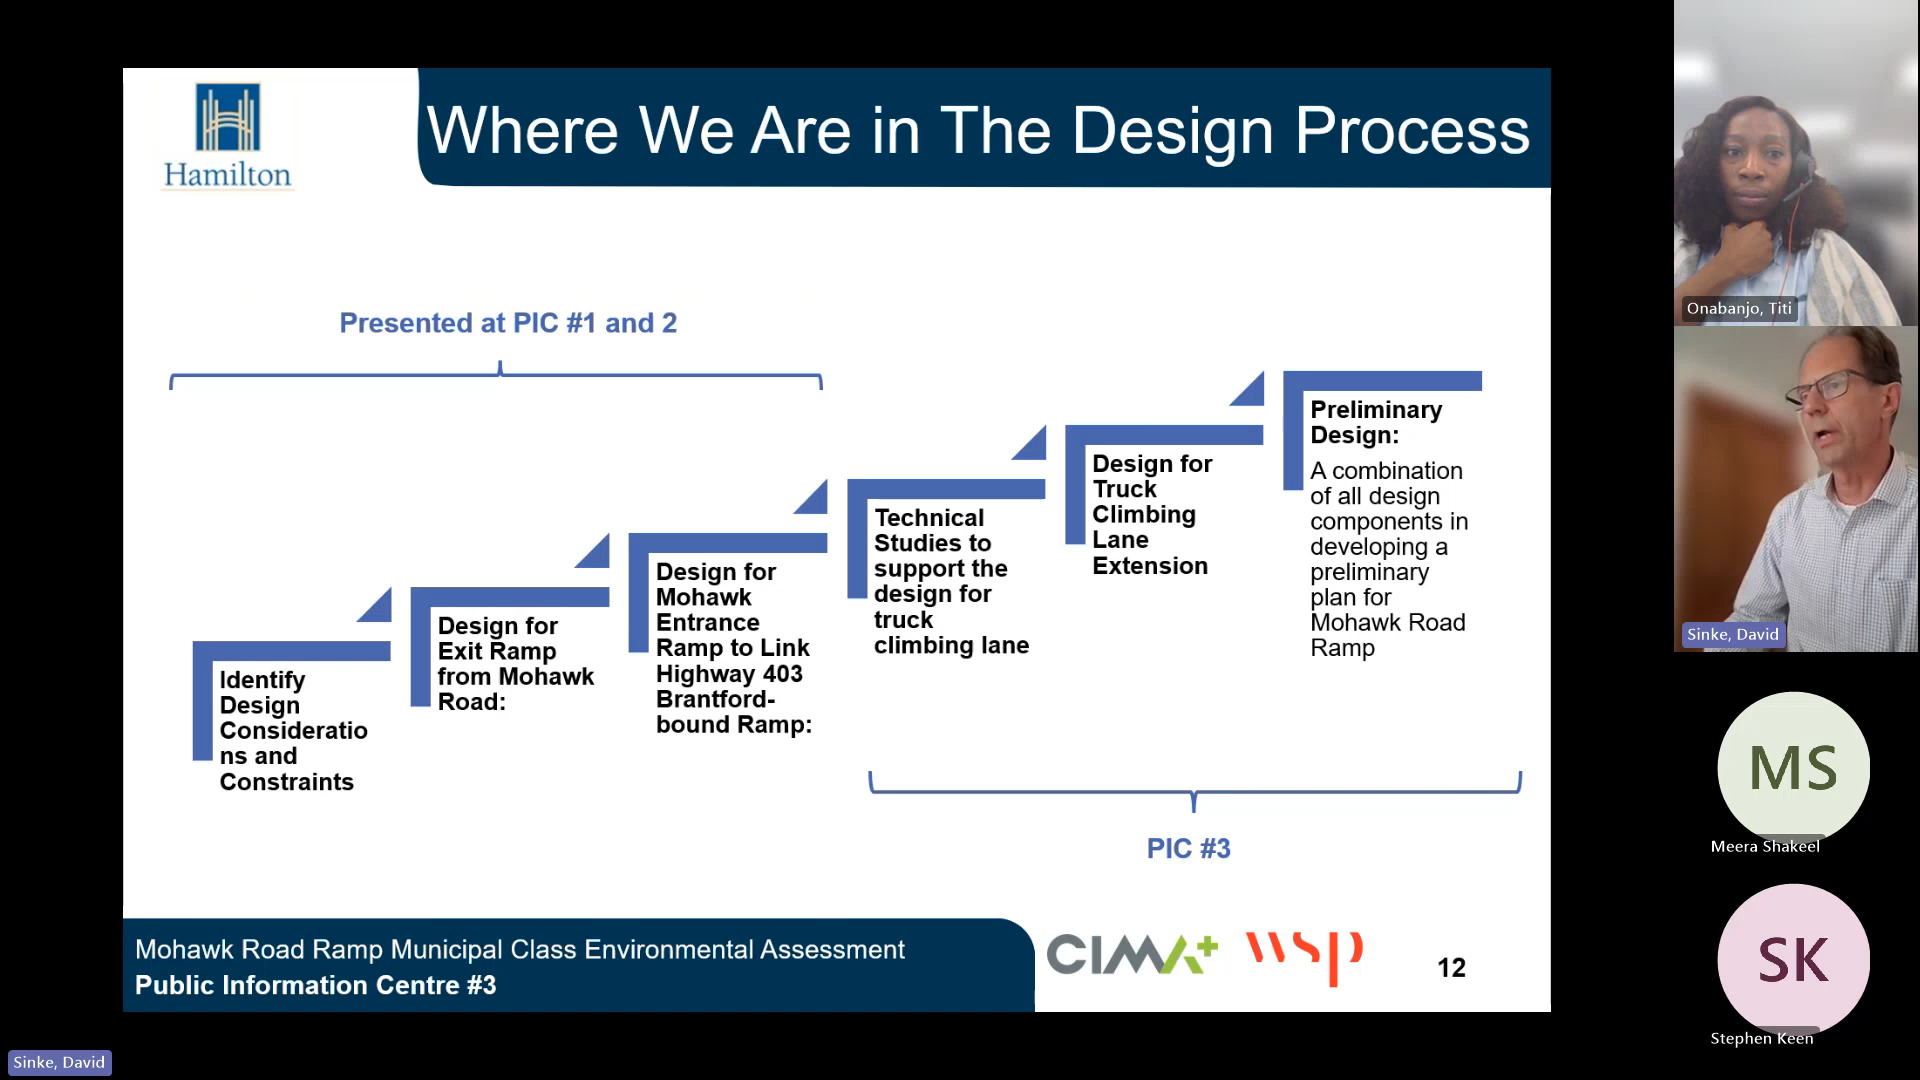 Hamilton
Where We Are in The Design Process
Presented at PIC #1 and 2
Identify
Design
Consideratio
ns and
Constraints
Design for
Exit Ramp
from Mohawk
Road:
Design for
Mohawk
Entrance
Ramp to Link
Highway 403
Brantford-
bound Ramp:
Technical
Studies to
support the
design for
truck
climbing lane
Design for
Truck
Climbing
Lane
Extension
Preliminary
Design:
A combination
of all design
components in
developing a
preliminary
plan for
Mohawk Road
Ramp
PIC #3
Mohawk Road Ramp Municipal Class Environmental Assessment
Public Information Centre #3
CIMA+
wsp
12
Onabanjo, Titi
Sinke, David
MS
Meera Shakeel
SK
Stephen Keen
Sinke, David